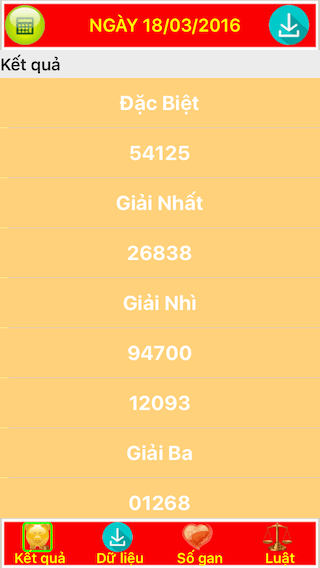 NGÀY 18/03/2016
Kết quả
Đặc Biệt
54125
Giải Nhất
26838
Giải Nhì
94700
12093
Giải Ba
01268
Kết quả Dữ liệu Số gan Luật